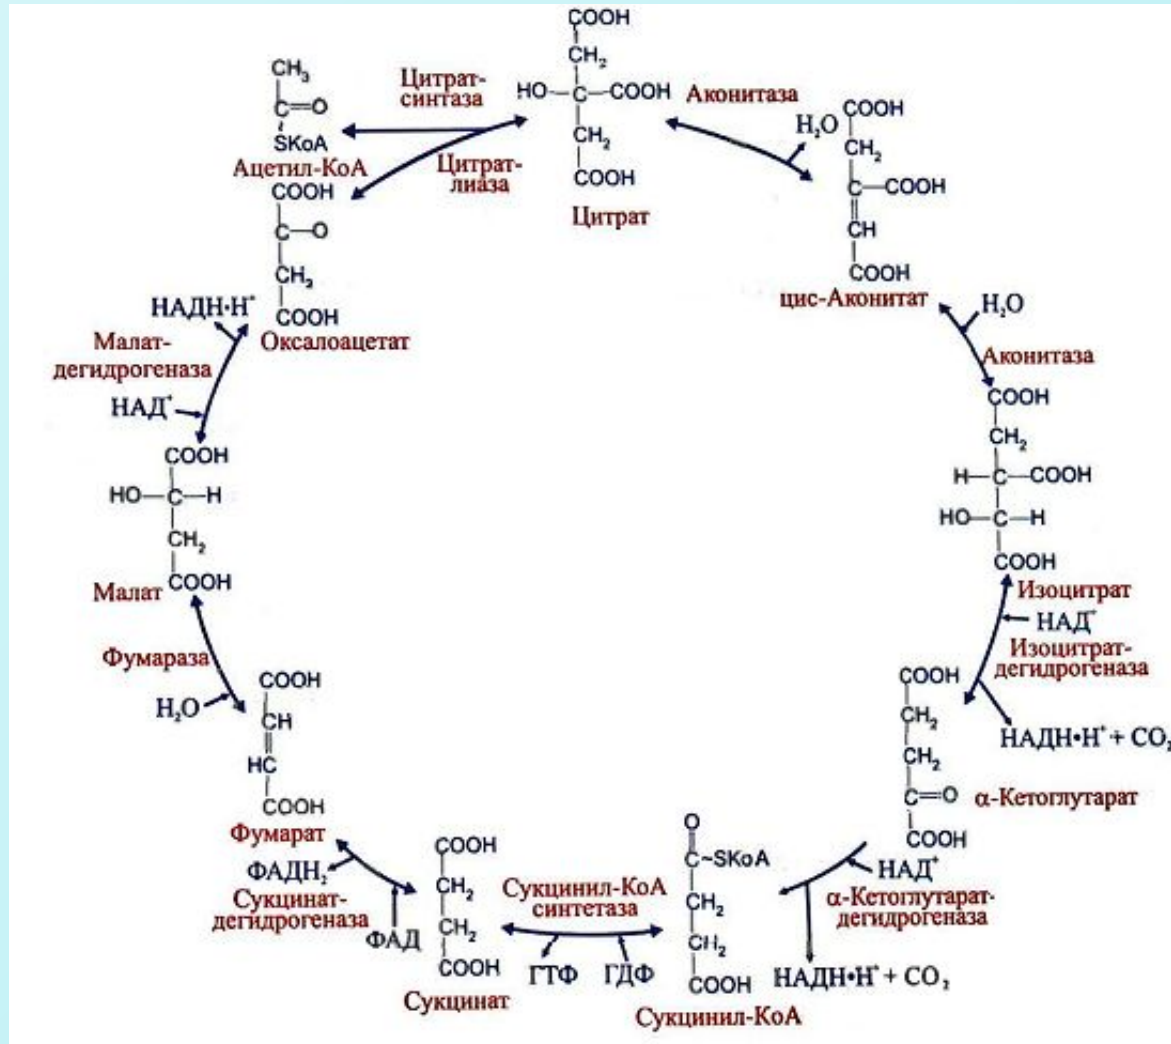 COOH
CH₂
HO—C—COOH
CH₂
COOH
Цитрат
Аконитаза
H₂O
COOH
CH₂
C—COOH
CH
COOH
цис-Аконитат
H₂O
Аконитаза
COOH
CH₂
H—C—COOH
HO—C—H
COOH
Изоцитрат
НАД⁺
Изоцитрат-
дегидрогеназа
НАДН•Н⁺ + CO₂
COOH
CH₂
CH₂
C=O
COOH
α-Кетоглутарат
НАД⁺
α-Кетоглутарат-
дегидрогеназа
НАДН•Н⁺ + CO₂
O
C~SKoA
CH₂
CH₂
COOH
Сукцинил-КоА
Сукцинил-КоА
синтетаза
ГТФ
ГДФ
COOH
CH₂
CH₂
COOH
Сукцинат
ФАДН₂
Сукцинат-
дегидрогеназа
ФАД
COOH
CH
HC
COOH
Фумарат
Фумараза
H₂O
COOH
HO—C—H
CH₂
COOH
Малат
Малат-
дегидрогеназа
НАД⁺
НАДН•Н⁺
COOH
C—O
CH₂
COOH
Оксалоацетат
CH₃
C=O
SKoA
Ацетил-КоА
Цитрат-
синтаза
Цитрат-
лиаза